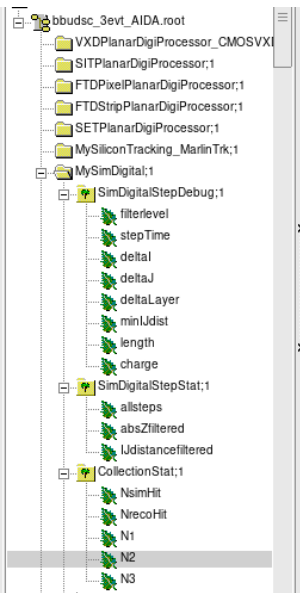 bbudsc_3evt_AIDA.root
VXDPlanarDigiProcessor_CMOSVXI
SITPlanarDigiProcessor;1
FTDPixelPlanarDigiProcessor;1
FTDStripPlanarDigiProcessor;1
SETPlanarDigiProcessor;1
MySiliconTracking_MarlinTrk;1
MySimDigital;1
SimDigitalStepDebug;1
filterlevel
stepTime
deltaI
deltaJ
deltaLayer
minIJdist
length
charge
SimDigitalStepStat;1
allsteps
absZfiltered
IJdistancefiltered
CollectionStat;1
NsimHit
NrecoHit
N1
N2
N3